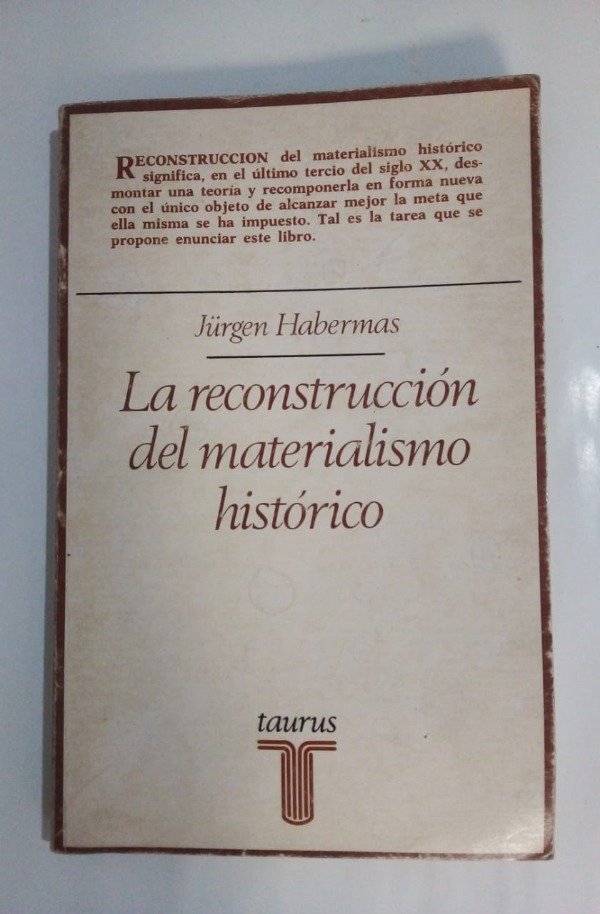 RECONSTRUCCION del materialismo histórico
significa, en el último tercio del siglo XX, des-
montar una teoría y recomponerla en forma nueva
con el único objeto de alcanzar mejor la meta que
ella misma se ha impuesto. Tal es la tarea que se
propone enunciar este libro.
Jürgen Habermas
La reconstrucción
del materialismo
histórico
taurus